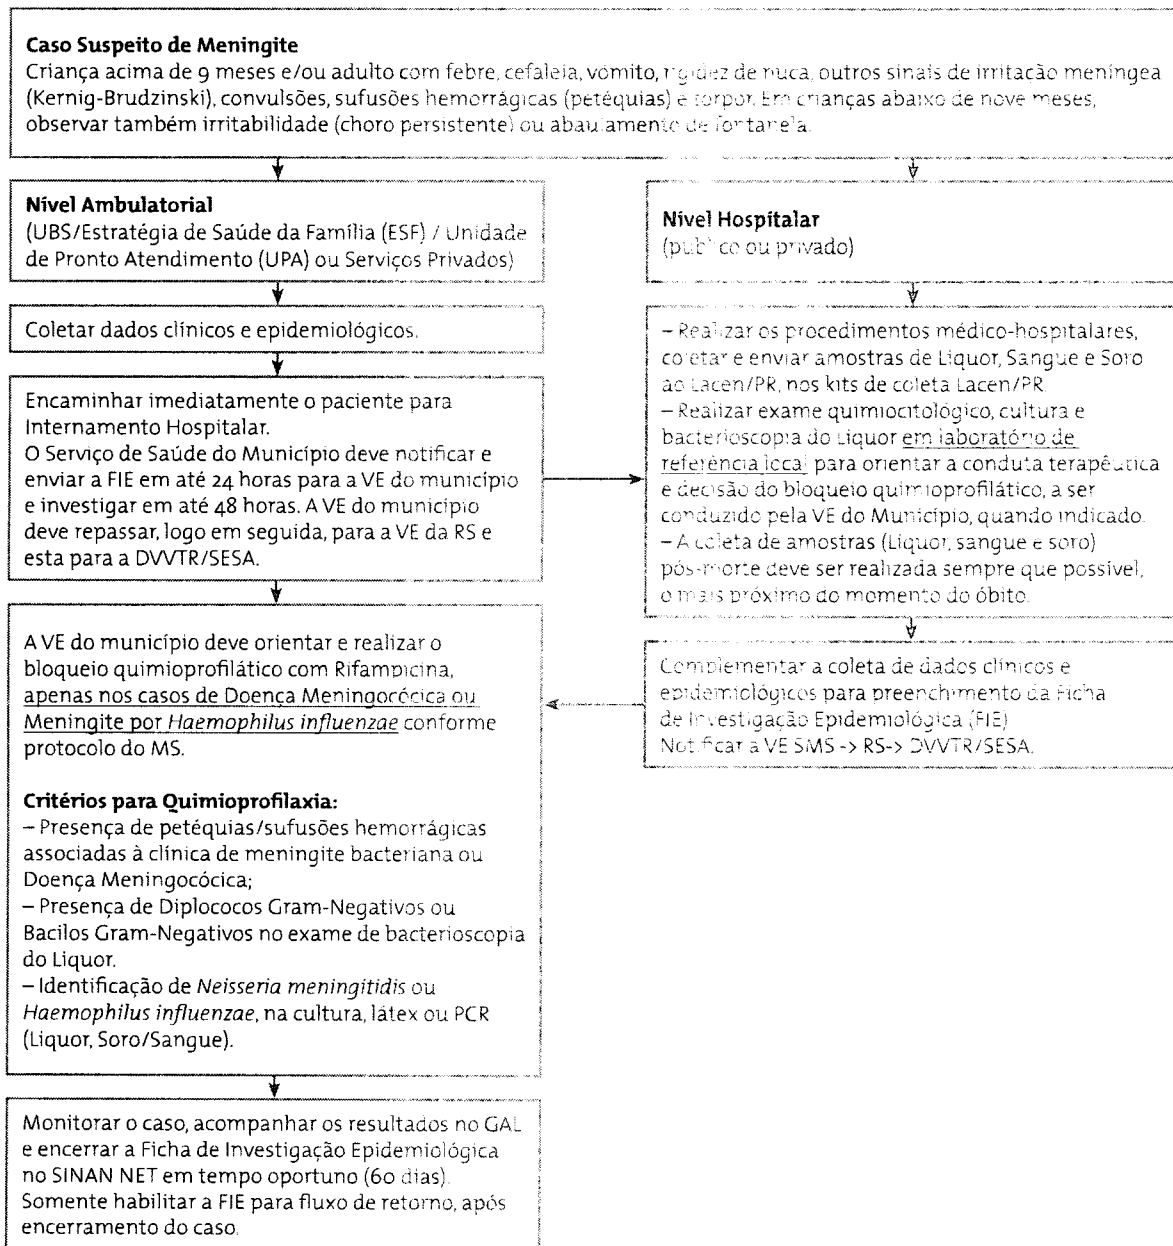 Caso Suspeito de Meningite
Criança acima de 9 meses e/ou adulto com febre, cefaleia, vômito, rigidez de nuca, outros sinais de irritação meníngea
(Kernig-Brudzinski), convulsões, sufusões hemorrágicas (petéquias) e torpor. Em crianças abaixo de nove meses,
observar também irritabilidade (choro persistente) ou abaulamento de fontanela.
Nível Ambulatorial
(UBS/Estratégia de Saúde da Família (ESF) / Unidade
de Pronto Atendimento (UPA) ou Serviços Privados)
Coletar dados clínicos e epidemiológicos.
Encaminhar imediatamente o paciente para
Internamento Hospitalar.
O Serviço de Saúde do Município deve notificar e
enviar a FIE em até 24 horas para a VE do município
e investigar em até 48 horas. A VE do município
deve repassar, logo em seguida, para a VE da RS e
esta para a DVVTR/SESA.
A VE do município deve orientar e realizar o
bloqueio quimioprofilático com Rifampicina,
apenas nos casos de Doença Meningocócica ou
Meningite por Haemophilus influenzae conforme
protocolo do MS.
Critérios para Quimioprofilaxia:
– Presença de petéquias/sufusões hemorrágicas
associadas à clínica de meningite bacteriana ou
Doença Meningocócica;
– Presença de Diplococos Gram-Negativos ou
Bacilos Gram-Negativos no exame de bacterioscopia
do Liquor.
– Identificação de Neisseria meningitidis ou
Haemophilus influenzae, na cultura, látex ou PCR
(Liquor, Soro/Sangue).
Monitorar o caso, acompanhar os resultados no GAL
e encerrar a Ficha de Investigação Epidemiológica
no SINAN NET em tempo oportuno (60 dias).
Somente habilitar a FIE para fluxo de retorno, após
encerramento do caso.
Nível Hospitalar
(público ou privado)
– Realizar os procedimentos médico-hospitalares,
coletar e enviar amostras de Liquor, Sangue e Soro
ao Lacen/PR, nos kits de coleta Lacen/PR.
– Realizar exame quimiocitológico, cultura e
bacterioscopia do Liquor em laboratório de
referência local para orientar a conduta terapêutica
e decisão do bloqueio quimioprofilático, a ser
conduzido pela VE do Município, quando indicado.
– A coleta de amostras (Liquor, sangue e soro)
pós-morte deve ser realizada sempre que possível,
o mais próximo do momento do óbito.
Complementar a coleta de dados clínicos e
epidemiológicos para preenchimento da Ficha
de Investigação Epidemiológica (FIE)
Notificar a VE SMS -> RS-> DVVTR/SESA.